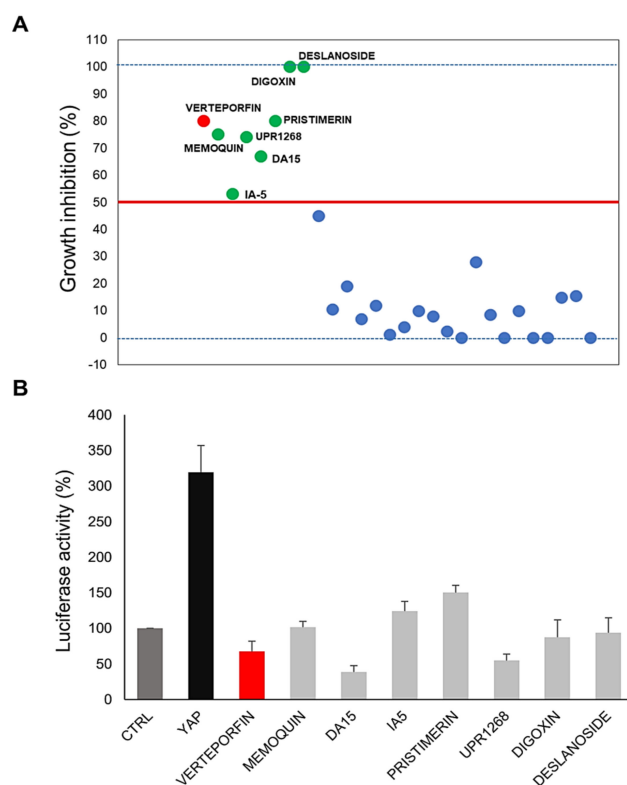 A
Growth inhibition (%)
110
100
90
80
70
60
50
40
30
20
10
0
-10
DESLANOSIDE
DIGOXIN
VERTEPORFIN
PRISTIMERIN
UPR1268
MEMOQUIN
DA15
IA-5
B
Luciferase activity (%)
400
350
300
250
200
150
100
50
0
CTRL
YAP
VERTEPORFIN
MEMOQUIN
DA15
IA5
PRISTIMERIN
UPR1268
DIGOXIN
DESLANOSIDE